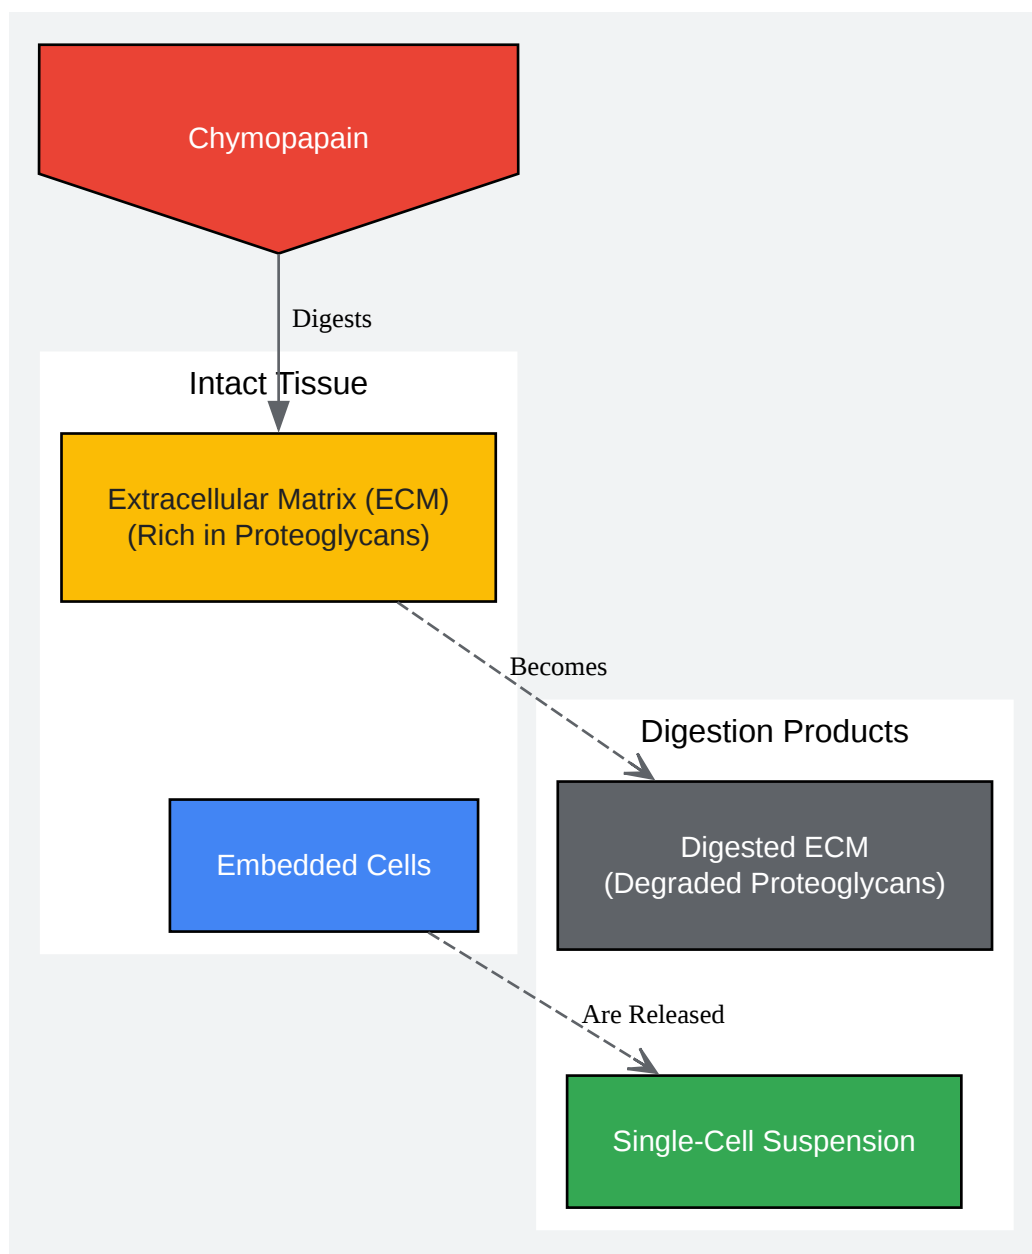 Chymopapain
Digests
Intact Tissue
Extracellular Matrix (ECM)
(Rich in Proteoglycans)
Becomes
Digestion Products
Digested ECM
(Degraded Proteoglycans)
Embedded Cells
Are Released
Single-Cell Suspension